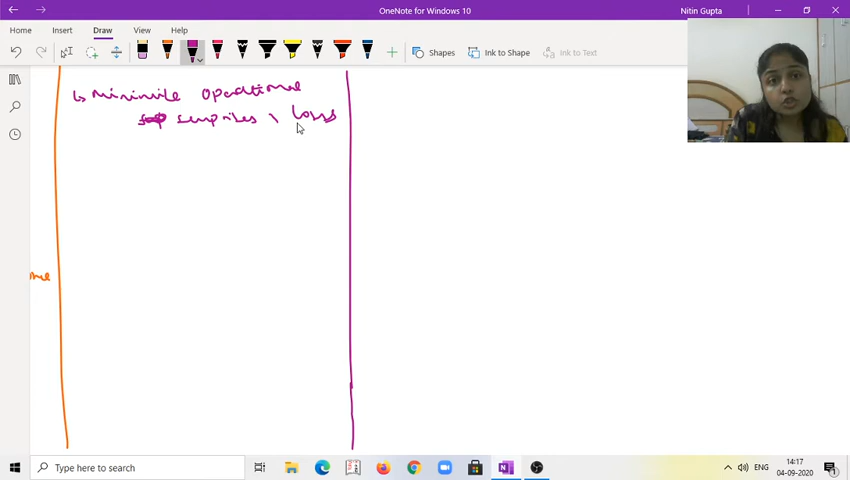 OneNote for Windows 10
Nitin Gupta
Home Insert Draw View Help
Shapes Ink to Shape Ink to Text
↳ minimile operational
surprises \ Loss
Type here to search
ENG
14:17
04-09-2020